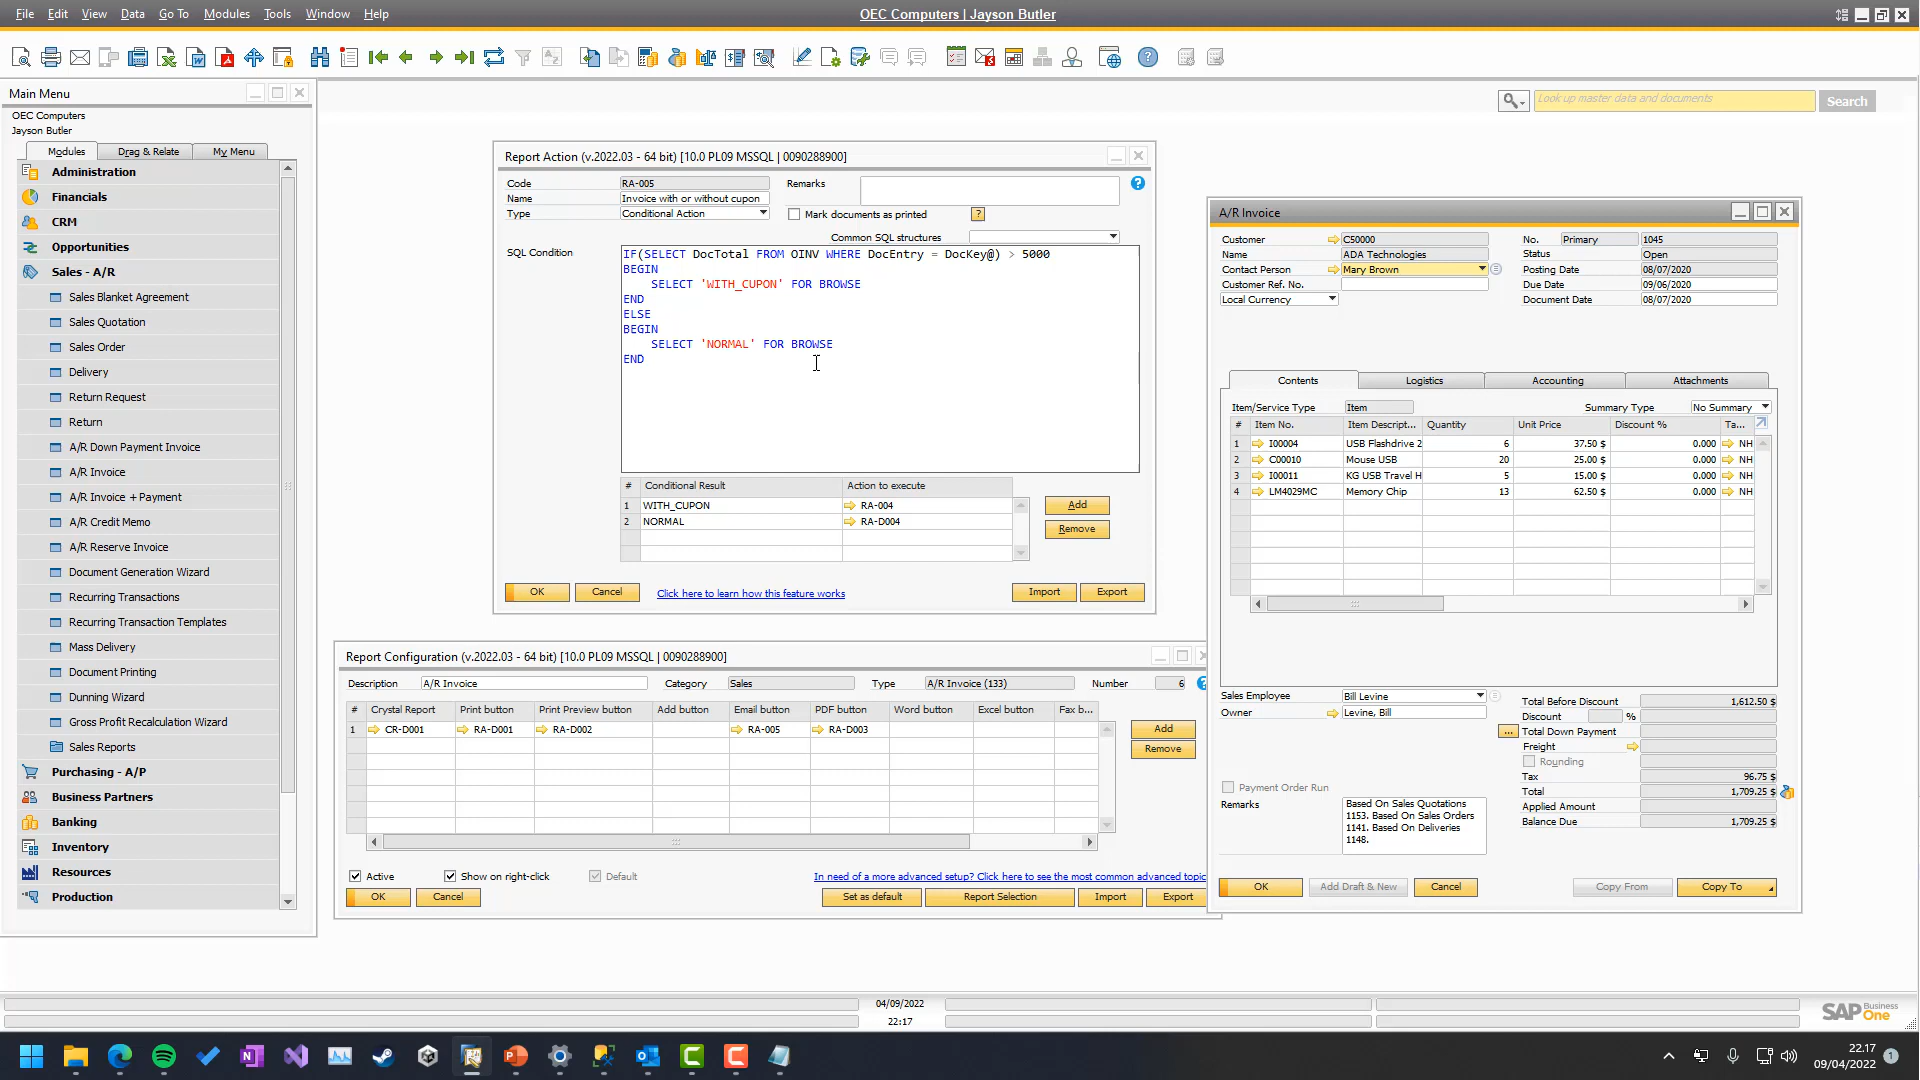 File Edit View Data Go To Modules Tools Window Help
OEC Computers | Jayson Butler
Main Menu
OEC Computers
Jayson Butler
Modules Drag & Relate My Menu
Administration
Financials
CRM
Opportunities
Sales - A/R
Sales Blanket Agreement
Sales Quotation
Sales Order
Delivery
Return Request
Return
A/R Down Payment Invoice
A/R Invoice
A/R Invoice + Payment
A/R Credit Memo
A/R Reserve Invoice
Document Generation Wizard
Recurring Transactions
Recurring Transaction Templates
Mass Delivery
Document Printing
Dunning Wizard
Gross Profit Recalculation Wizard
Sales Reports
Purchasing - A/P
Business Partners
Banking
Inventory
Resources
Production
Look up master data and documents Search
Report Action (v.2022.03 - 64 bit) [10.0 PL09 MSSQL | 0090288900]
Code RA-005 Remarks
Name Invoice with or without cupon
Type Conditional Action Mark documents as printed ?
Common SQL structures
SQL Condition
IF(SELECT DocTotal FROM OINV WHERE DocEntry = DocKey@) > 5000
BEGIN
SELECT 'WITH_CUPON' FOR BROWSE
END
ELSE
BEGIN
SELECT 'NORMAL' FOR BROWSE
END
# Conditional Result Action to execute
1 WITH_CUPON RA-004
2 NORMAL RA-D004
Add
Remove
OK Cancel Click here to learn how this feature works Import Export
Report Configuration (v.2022.03 - 64 bit) [10.0 PL09 MSSQL | 0090288900]
Description A/R Invoice Category Sales Type A/R Invoice (133) Number 6
# Crystal Report Print button Print Preview button Add button Email button PDF button Word button Excel button Fax b...
1 CR-D001 RA-D001 RA-D002 RA-005 RA-D003
Add
Remove
Active Show on right-click Default In need of a more advanced setup? Click here to see the most common advanced topic
OK Cancel Set as default Report Selection Import Export
A/R Invoice
Customer C50000 No. Primary 1045
Name ADA Technologies Status Open
Contact Person Mary Brown Posting Date 08/07/2020
Customer Ref. No. Due Date 09/06/2020
Local Currency Document Date 08/07/2020
Contents Logistics Accounting Attachments
Item/Service Type Item Summary Type No Summary
# Item No. Item Descript... Quantity Unit Price Discount % Ta...
1 I00004 USB Flashdrive 2 6 37.50 $ 0.000 NH
2 C00010 Mouse USB 20 25.00 $ 0.000 NH
3 I00011 KG USB Travel H 5 15.00 $ 0.000 NH
4 LM4029MC Memory Chip 13 62.50 $ 0.000 NH
Sales Employee Bill Levine
Owner Levine, Bill
Total Before Discount 1,612.50 $
Discount %
... Total Down Payment
Freight
Rounding
Tax 96.75 $
Total 1,709.25 $
Applied Amount
Balance Due 1,709.25 $
Payment Order Run
Remarks
Based On Sales Quotations
1153. Based On Sales Orders
1141. Based On Deliveries
1148.
OK Add Draft & New Cancel Copy From Copy To
04/09/2022
22:17
SAP Business One
22.17
09/04/2022
1